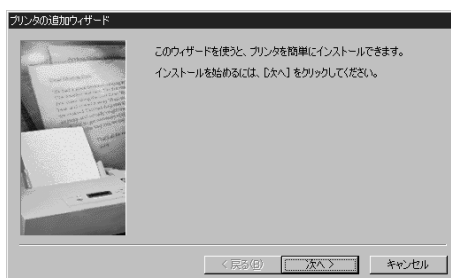 プリンタの追加ウィザード
このウィザードを使うと、プリンタを簡単にインストールできます。
インストールを始めるには、[次へ] をクリックしてください。
< 戻る(B)
次へ >
キャンセル